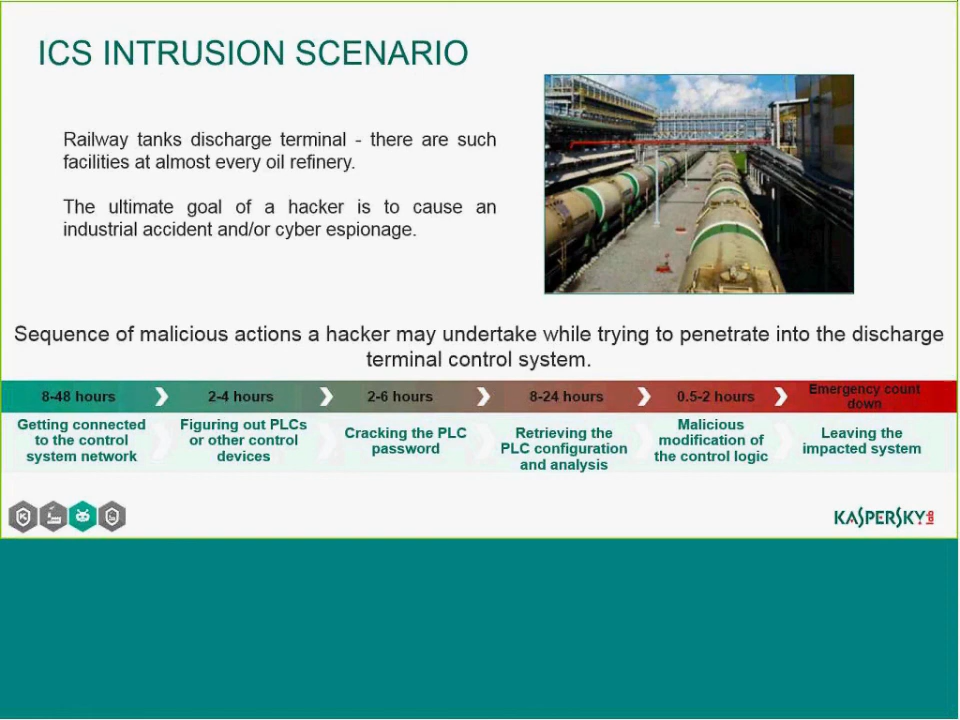 ICS INTRUSION SCENARIO
Railway tanks discharge terminal - there are such
facilities at almost every oil refinery.
The ultimate goal of a hacker is to cause an
industrial accident and/or cyber espionage.
Sequence of malicious actions a hacker may undertake while trying to penetrate into the discharge
terminal control system.
8-48 hours
2-4 hours
2-6 hours
8-24 hours
0.5-2 hours
Emergency count
down
Getting connected
to the control
system network
Figuring out PLCs
or other control
devices
Cracking the PLC
password
Retrieving the
PLC configuration
and analysis
Malicious
modification of
the control logic
Leaving the
impacted system
KASPERSKY lab